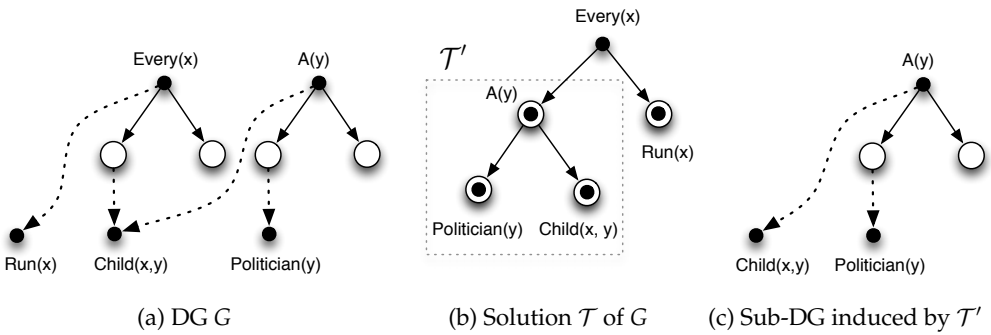 Every(x)
A(y)
Run(x)
Child(x,y)
Politician(y)
(a) DG G
Every(x)
𝒯′
A(y)
Run(x)
Politician(y)
Child(x, y)
(b) Solution 𝒯 of G
A(y)
Child(x,y)
Politician(y)
(c) Sub-DG induced by 𝒯′